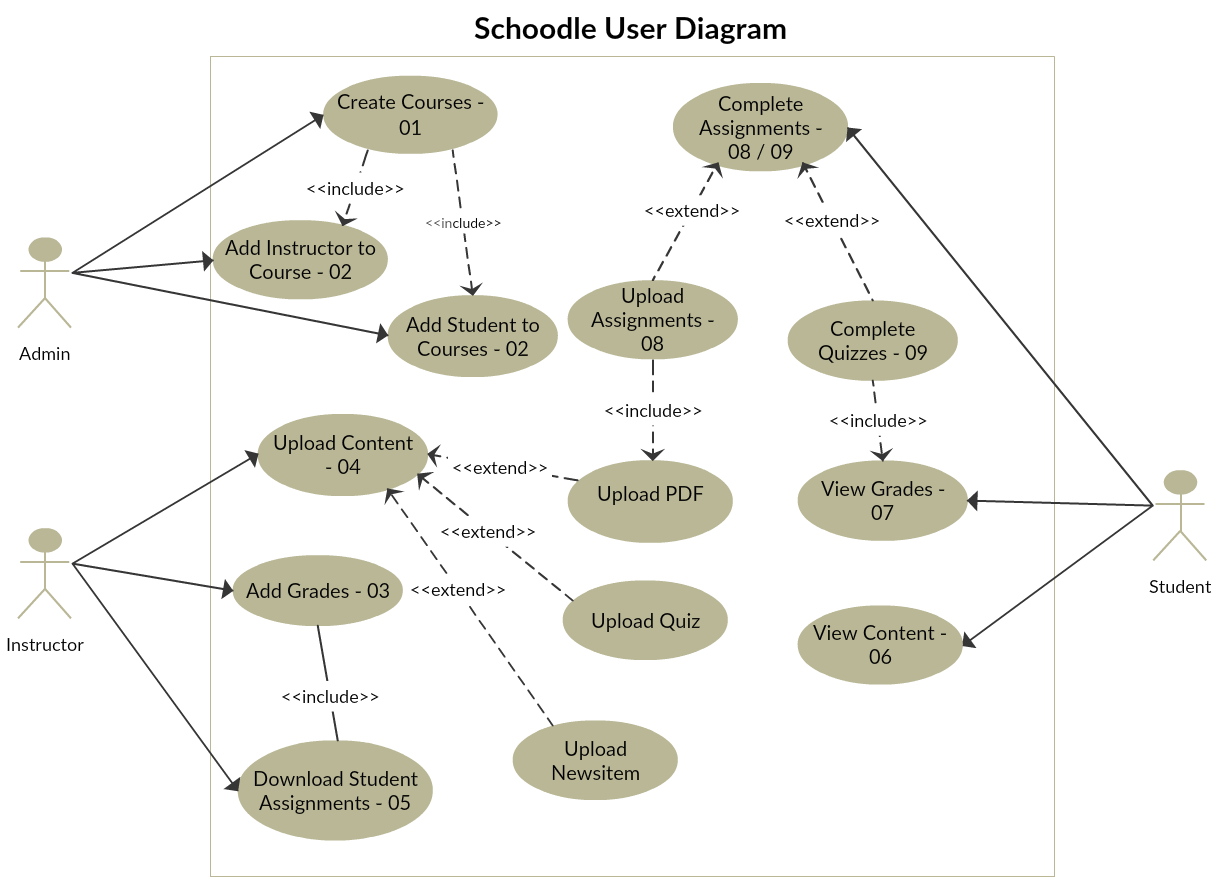 Schoodle User Diagram
Create Courses -
01
Complete
Assignments -
08 / 09
<<include>>
<<include>>
<<extend>>
<<extend>>
Add Instructor to
Course - 02
Admin
Add Student to
Courses - 02
Upload
Assignments -
08
Complete
Quizzes - 09
<<include>>
<<include>>
Upload Content
- 04
<<extend>>
Upload PDF
View Grades -
07
<<extend>>
Instructor
Add Grades - 03
<<extend>>
Upload Quiz
Student
View Content -
06
<<include>>
Upload
Newsitem
Download Student
Assignments - 05